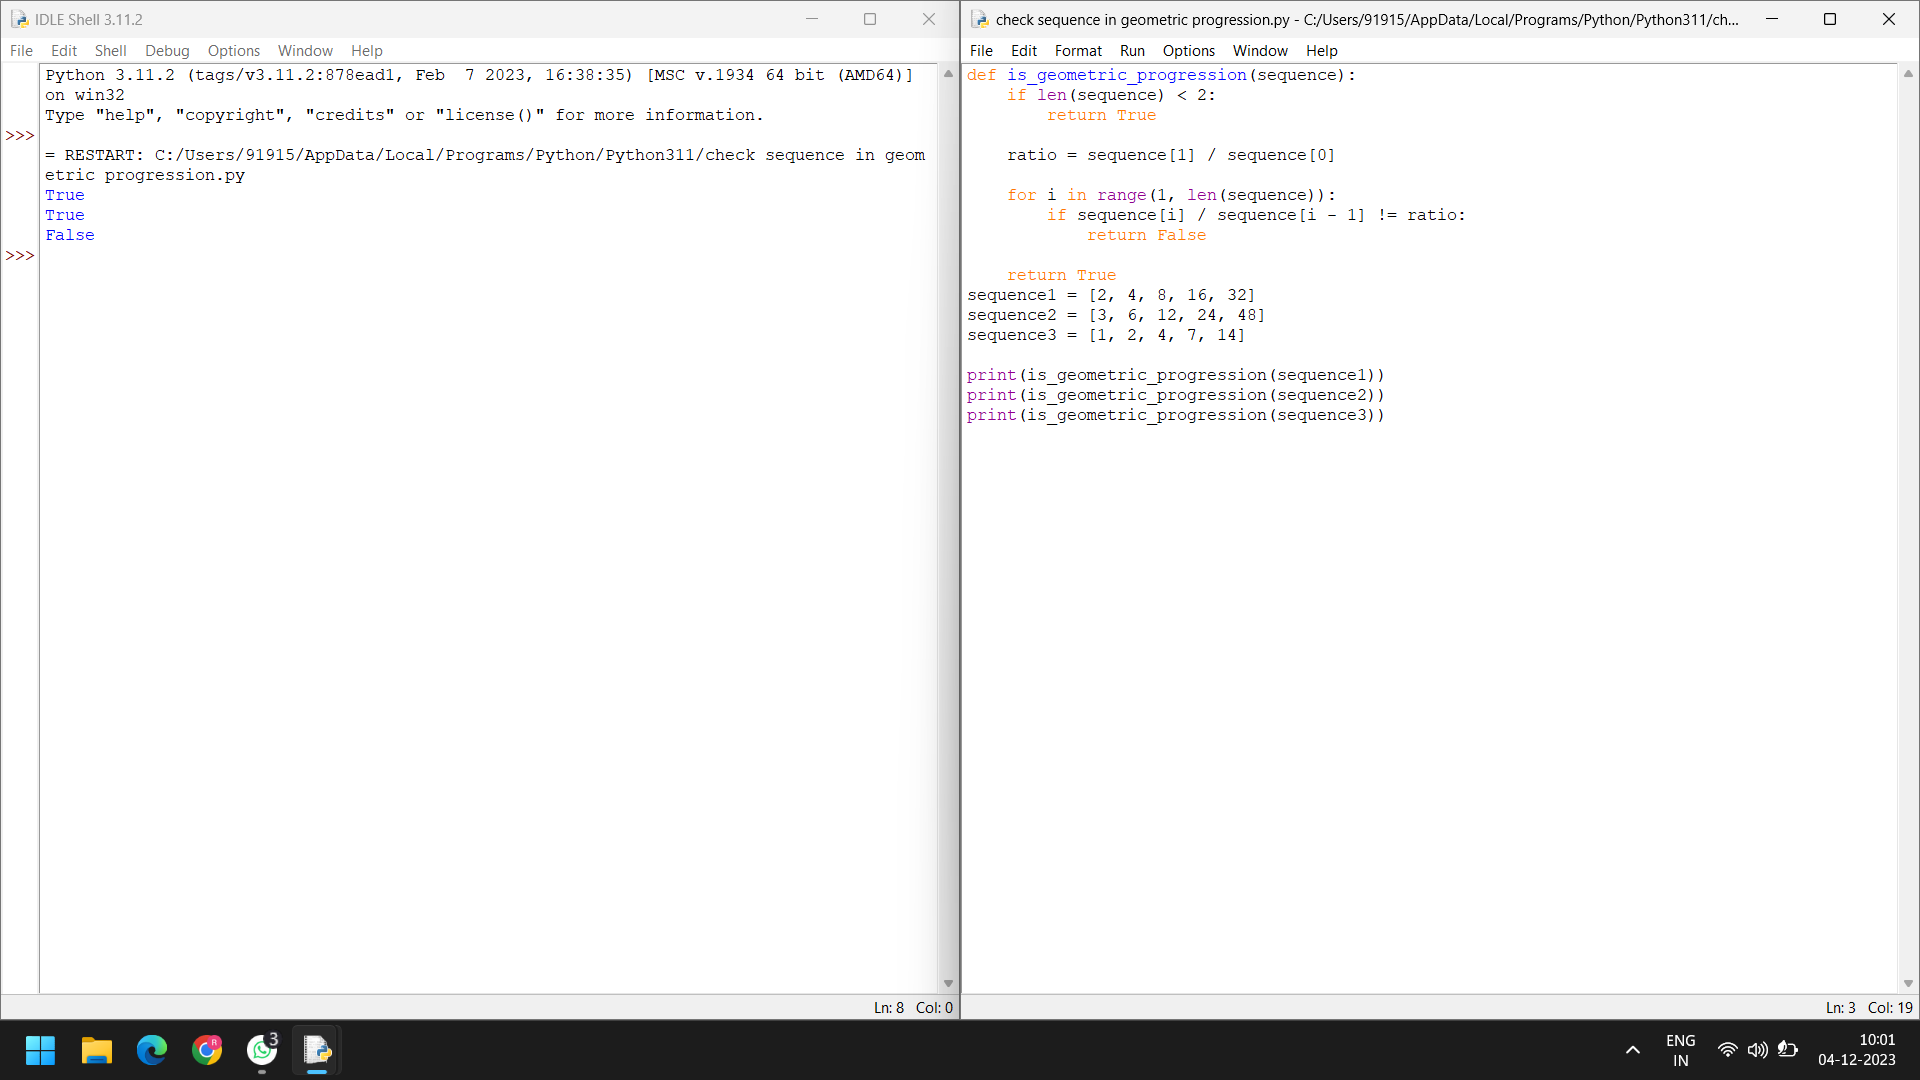 IDLE Shell 3.11.2
File Edit Shell Debug Options Window Help
Python 3.11.2 (tags/v3.11.2:878ead1, Feb  7 2023, 16:38:35) [MSC v.1934 64 bit (AMD64)]
on win32
Type "help", "copyright", "credits" or "license()" for more information.
>>>
= RESTART: C:/Users/91915/AppData/Local/Programs/Python/Python311/check sequence in geom
etric progression.py
True
True
False
>>>
Ln: 8 Col: 0
check sequence in geometric progression.py - C:/Users/91915/AppData/Local/Programs/Python/Python311/ch...
File Edit Format Run Options Window Help
def is_geometric_progression(sequence):
    if len(sequence) < 2:
        return True

    ratio = sequence[1] / sequence[0]

    for i in range(1, len(sequence)):
        if sequence[i] / sequence[i - 1] != ratio:
            return False

    return True
sequence1 = [2, 4, 8, 16, 32]
sequence2 = [3, 6, 12, 24, 48]
sequence3 = [1, 2, 4, 7, 14]

print(is_geometric_progression(sequence1))
print(is_geometric_progression(sequence2))
print(is_geometric_progression(sequence3))
Ln: 3 Col: 19
R
3
ENG
IN
10:01
04-12-2023